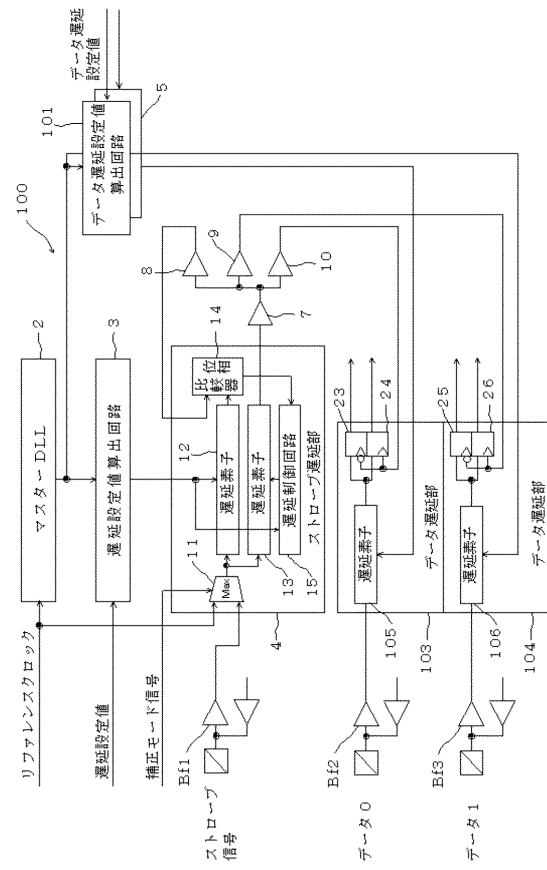 100
リファレンスクロック
マスターDLL
2
101
データ遅延設定値
算出回路
データ遅延
設定値
5
遅延設定値
遅延設定値算出回路
3
補正モード信号
11
Mux
12
遅延素子
位相
比較器
14
遅延素子
13
遅延制御回路
15
ストローブ遅延部
4
7
8
9
10
ストローブ
信号
Bf1
データ0
Bf2
遅延素子
105
23
24
データ遅延部
103
データ1
Bf3
遅延素子
106
25
26
データ遅延部
104